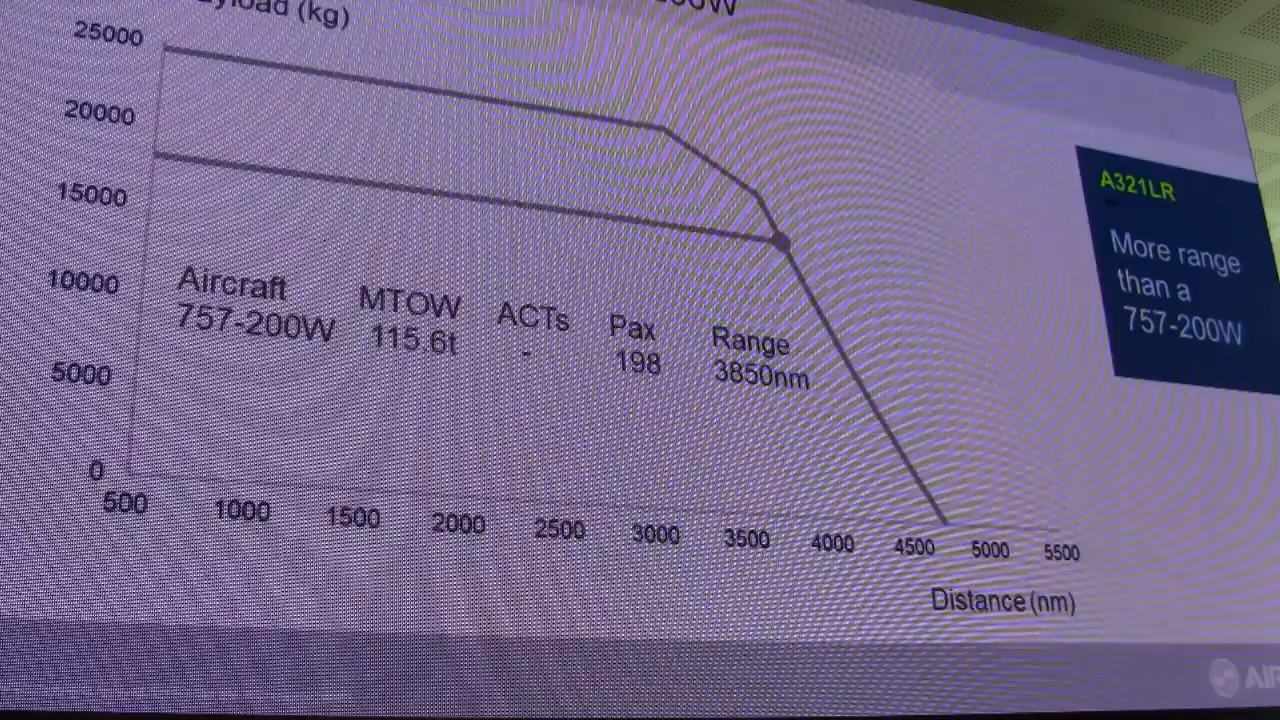 (kg)
25000
20000
15000
10000
5000
0
Aircraft MTOW ACTs Pax Range
757-200W 115.6t - 198 3850nm
500 1000 1500 2000 2500 3000 3500 4000 4500 5000 5500
Distance (nm)
A321LR
More range
than a
757-200W